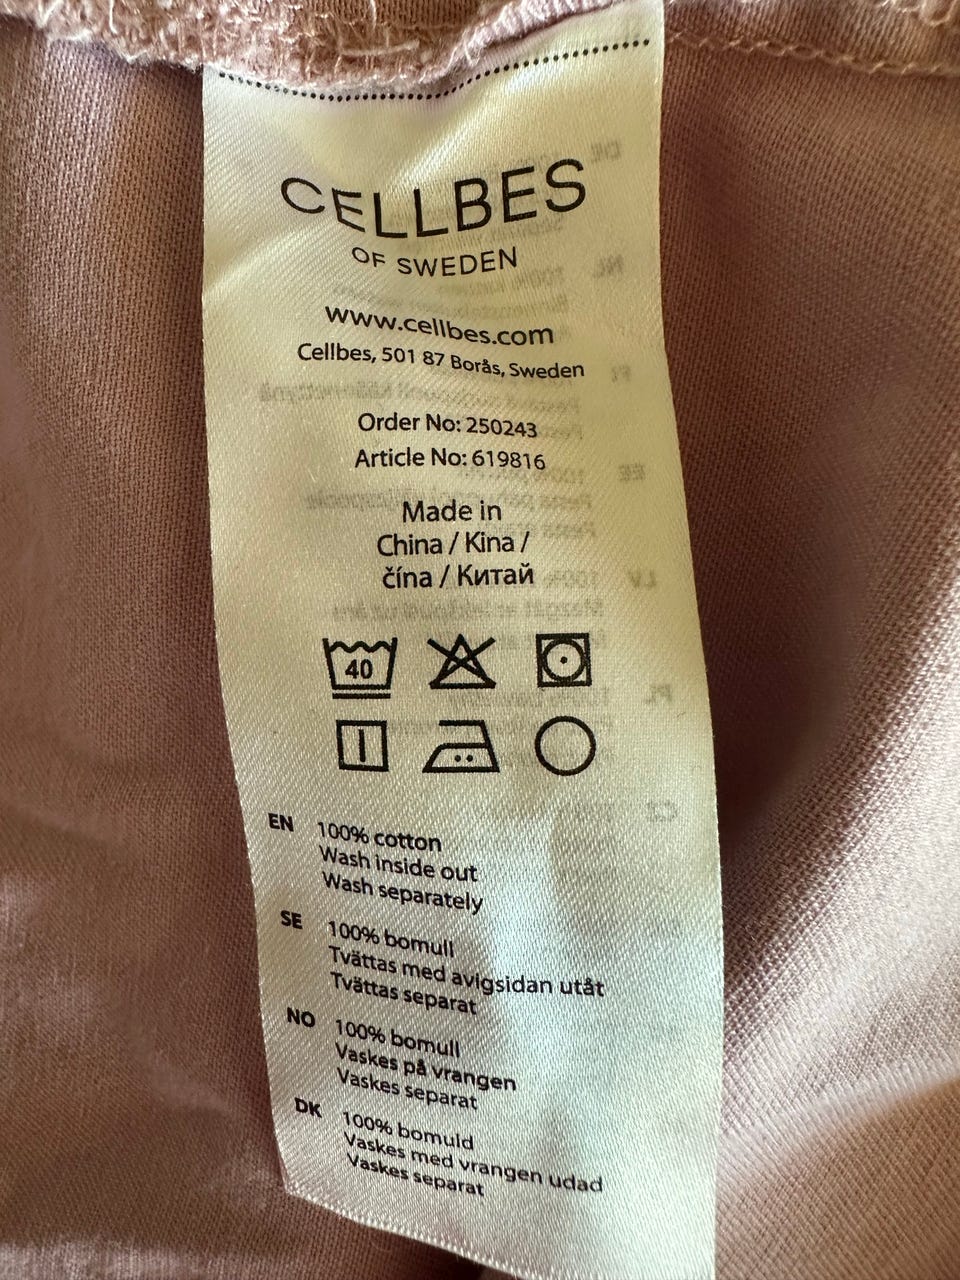 CELLBES
OF SWEDEN
www.cellbes.com
Cellbes, 501 87 Borås, Sweden
Order No: 250243
Article No: 619816
Made in
China / Kina /
čína / Китай
40
EN 100% cotton
Wash inside out
Wash separately
SE 100% bomull
Tvättas med avigsidan utåt
Tvättas separat
NO 100% bomull
Vaskes på vrangen
Vaskes separat
DK 100% bomuld
Vaskes med vrangen udad
Vaskes separat